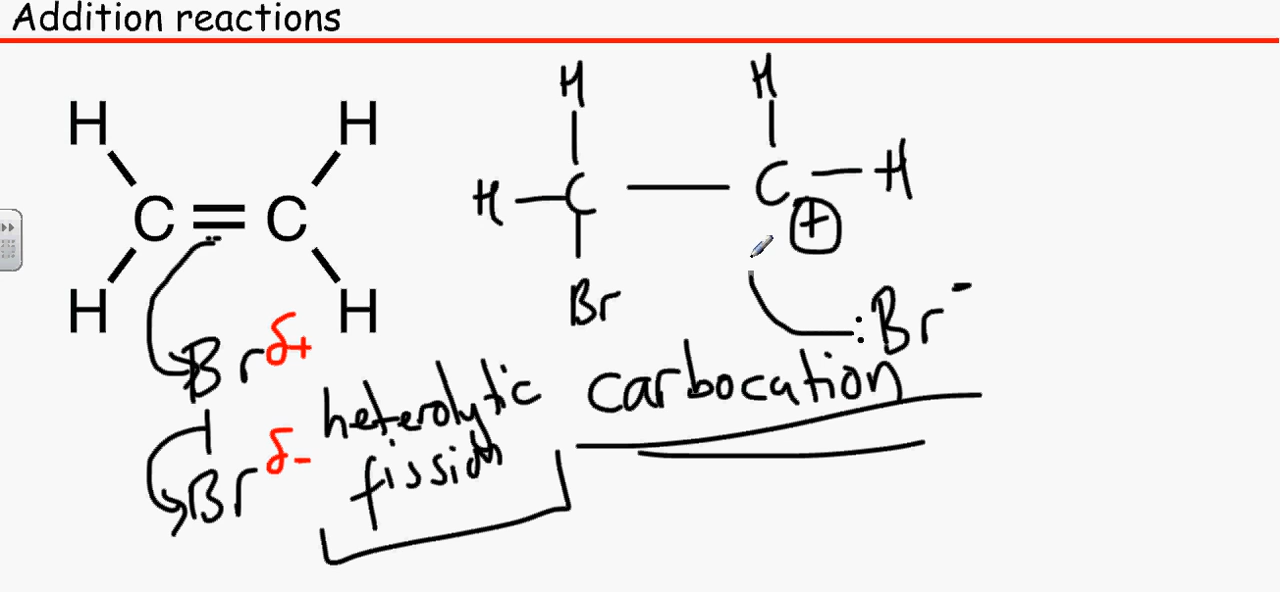 Addition reactions
H H
C = C
H H
Br δ+
Br δ-
heterolytic
fission
H H
H C C H
+
Br
:Br -
carbocation